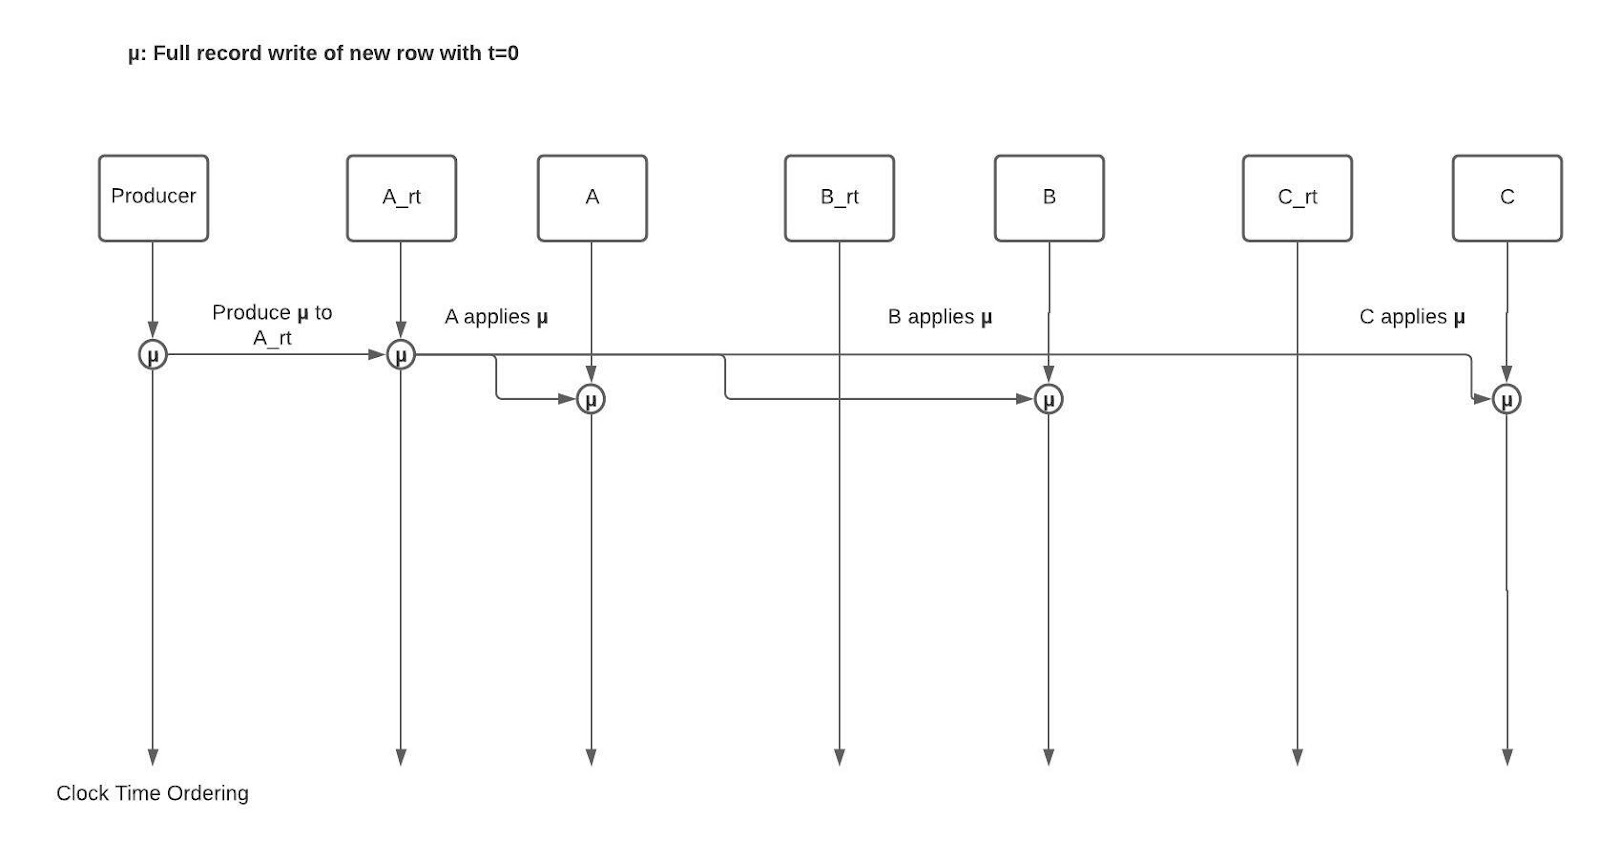 μ: Full record write of new row with t=0
Producer
A_rt
A
B_rt
B
C_rt
C
Produce μ to
A_rt
A applies μ
B applies μ
C applies μ
μ
μ
μ
μ
μ
Clock Time Ordering